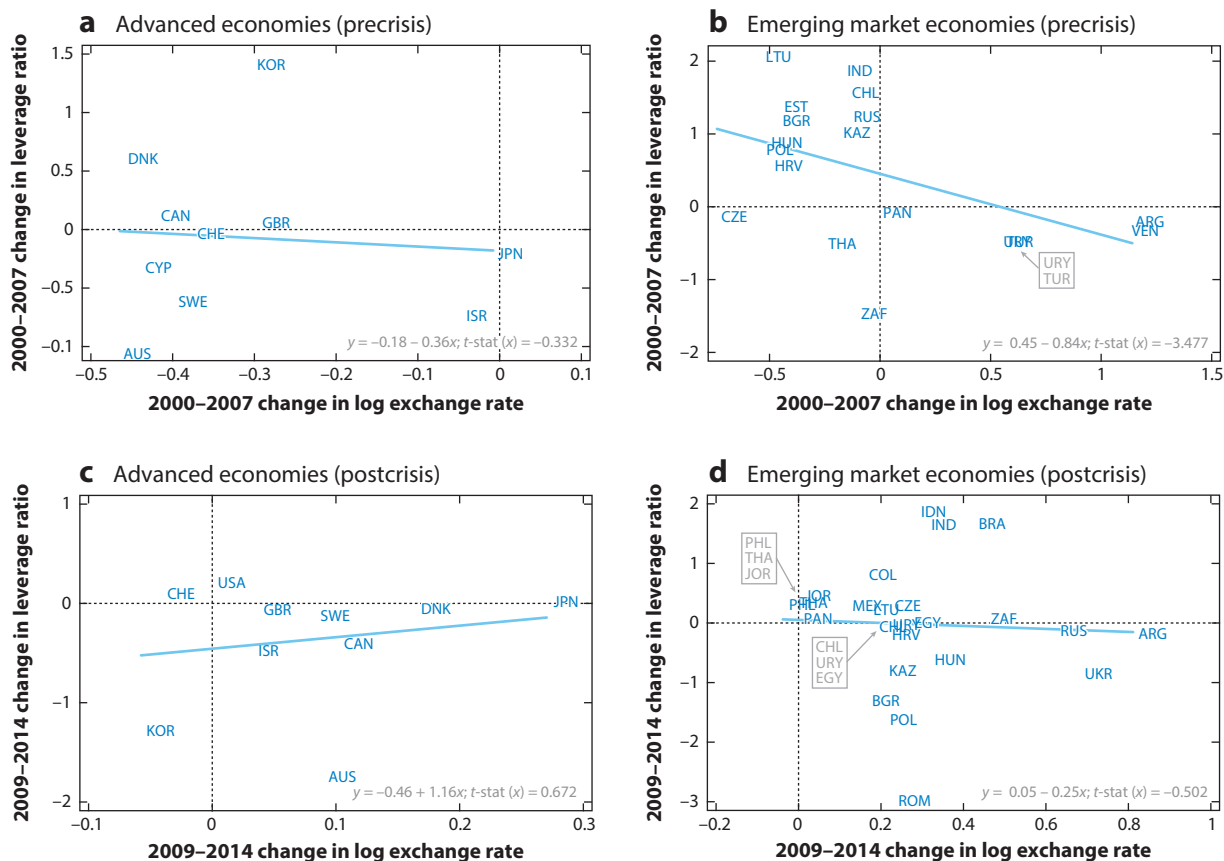 a Advanced economies (precrisis)
2000–2007 change in leverage ratio
1.5
1
0.5
0
−0.5
−0.1
KOR
DNK
CAN
CHE
GBR
JPN
CYP
SWE
ISR
AUS
y = −0.18 − 0.36x; t-stat (x) = −0.332
−0.5
−0.4
−0.3
−0.2
−0.1
0
0.1
2000–2007 change in log exchange rate
b Emerging market economies (precrisis)
2000–2007 change in leverage ratio
2
1
0
−1
−2
LTU
IND
CHL
EST
BGR
RUS
KAZ
HUN
POL
HRV
CZE
PAN
ARG
VEN
THA
URY
TUR
URY
TUR
ZAF
y = 0.45 − 0.84x; t-stat (x) = −3.477
−0.5
0
0.5
1
1.5
2000–2007 change in log exchange rate
c Advanced economies (postcrisis)
2009–2014 change in leverage ratio
1
0
−1
−2
USA
CHE
GBR
SWE
DNK
JPN
ISR
CAN
KOR
AUS
y = −0.46 + 1.16x; t-stat (x) = 0.672
−0.1
0
0.1
0.2
0.3
2009–2014 change in log exchange rate
d Emerging market economies (postcrisis)
2009–2014 change in leverage ratio
2
1
0
−1
−2
−3
IDN
IND
BRA
PHL
THA
JOR
COL
JOR
PHL
THA
MEX
LTU
CZE
PAN
CHL
URY
EGY
HRV
ZAF
RUS
ARG
CHL
URY
EGY
HUN
KAZ
UKR
BGR
POL
ROM
y = 0.05 − 0.25x; t-stat (x) = −0.502
−0.2
0
0.2
0.4
0.6
0.8
1
2009–2014 change in log exchange rate